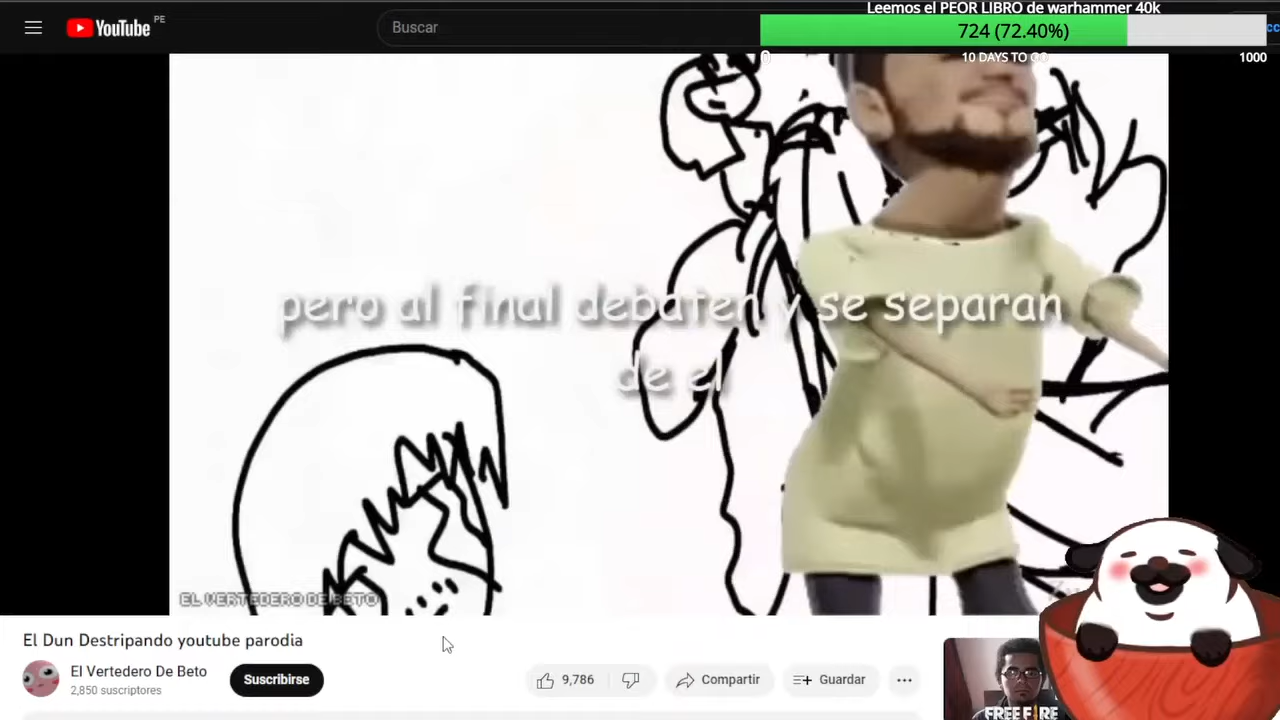 YouTube PE
Buscar
Leemos el PEOR LIBRO de warhammer 40k
724 (72.40%)
0
10 DAYS TO GO
1000
pero al final debaten y se separan
de el
EL VERTEDERO DE BETO
El Dun Destripando youtube parodia
El Vertedero De Beto
2,850 suscriptores
Suscribirse
9,786
Compartir
Guardar
FREE FIRE